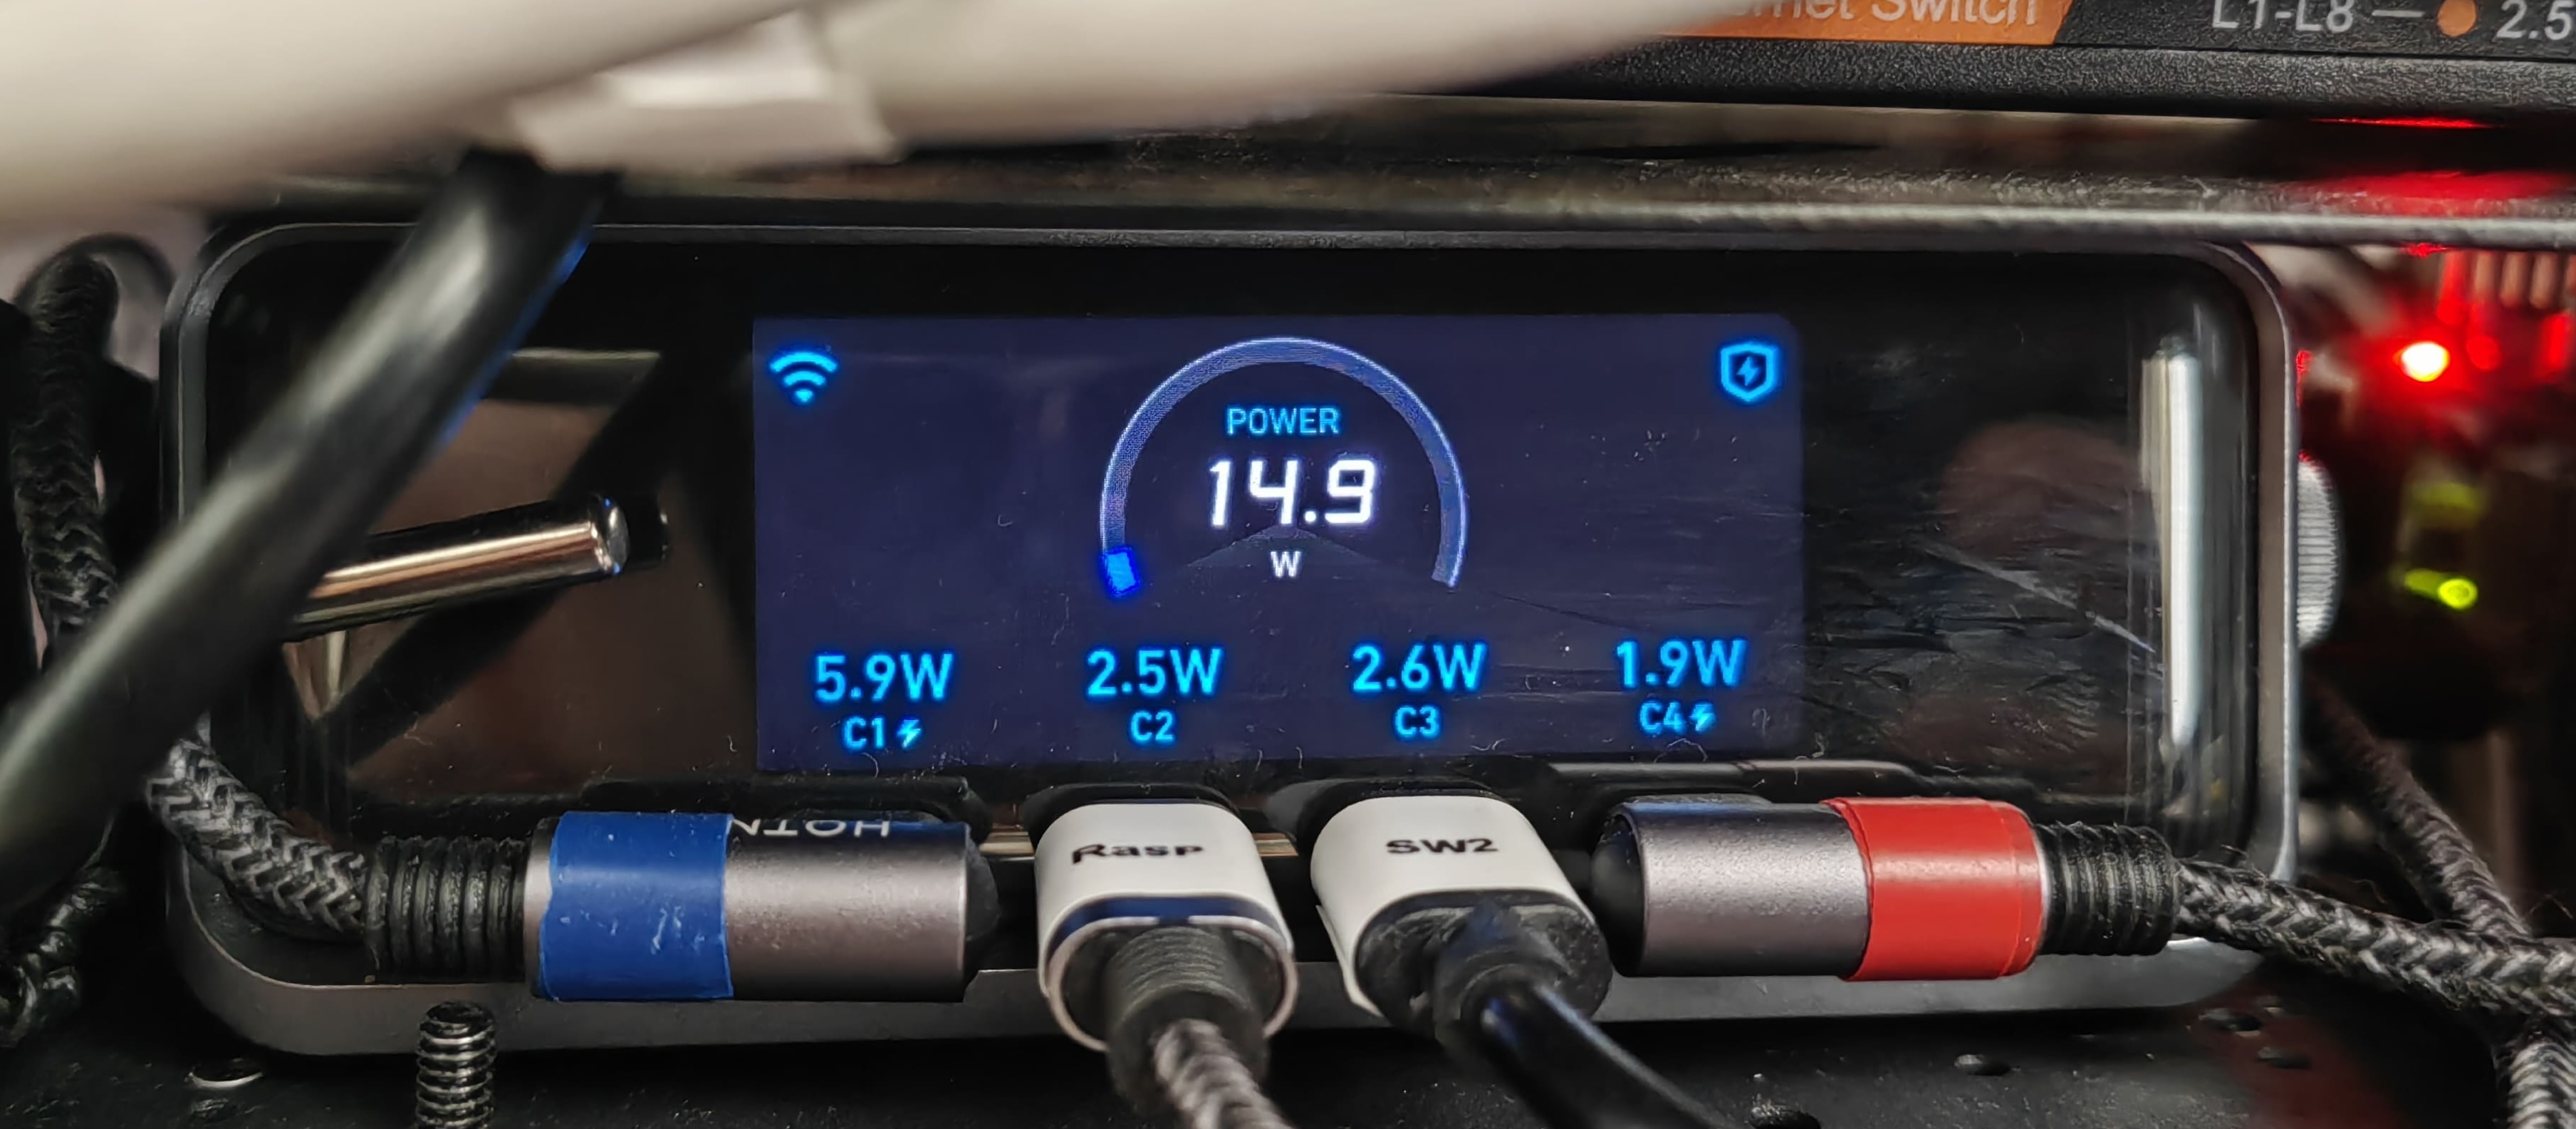 Switch
L1-L8 — 2.5
POWER
14.9
W
5.9W 2.5W 2.6W 1.9W
C1 C2 C3 C4
Rasp SW2